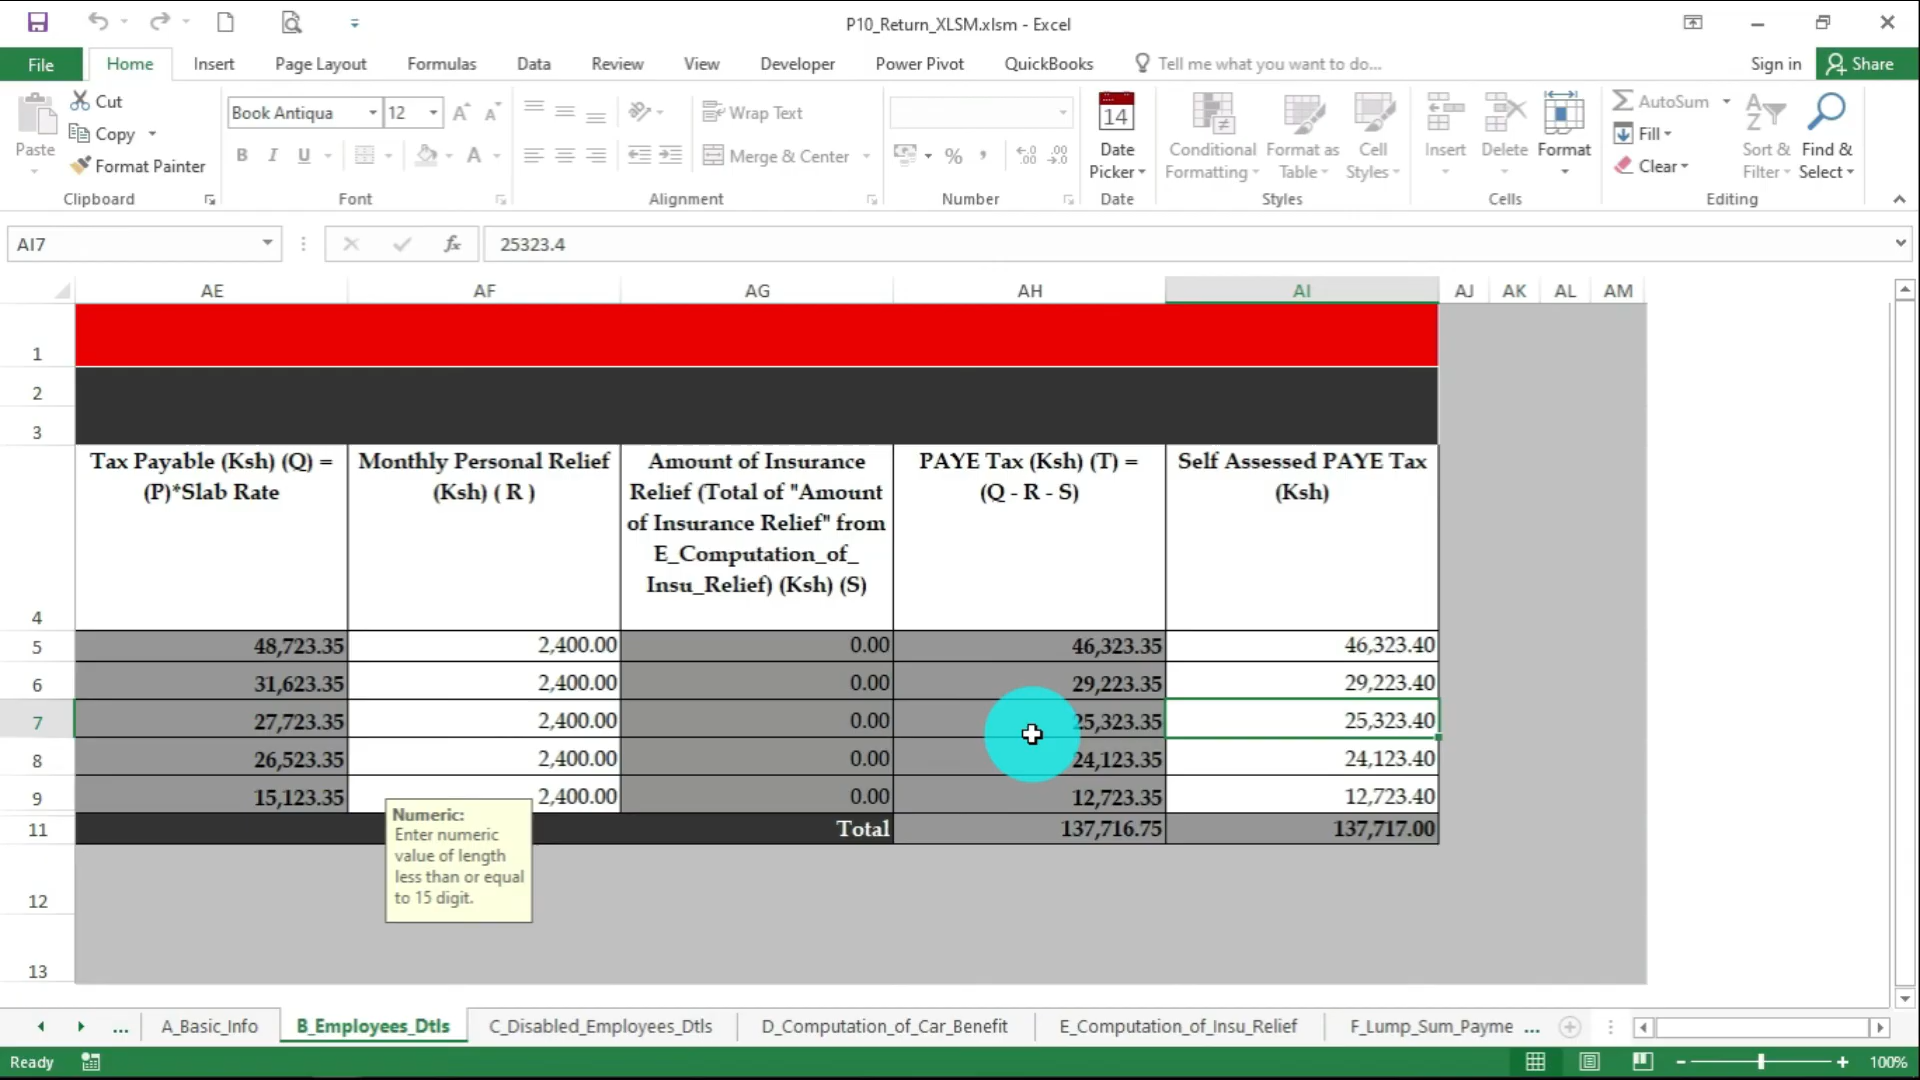 P10_Return_XLSM.xlsm - Excel
File Home Insert Page Layout Formulas Data Review View Developer Power Pivot QuickBooks Tell me what you want to do... Sign in Share
Cut
Copy
Format Painter
Paste
Clipboard
Book Antiqua 12
B I U
Font
Wrap Text
Merge & Center
Alignment
%
Number
14
Date
Picker
Date
Conditional
Formatting
Format as
Table
Cell
Styles
Styles
Insert
Delete
Format
Cells
AutoSum
Fill
Clear
Sort &
Filter
Find &
Select
Editing
AI7 fx 25323.4
AE AF AG AH AI AJ AK AL AM
1
2
3
4
Tax Payable (Ksh) (Q) =
(P)*Slab Rate
Monthly Personal Relief
(Ksh) ( R )
Amount of Insurance
Relief (Total of "Amount
of Insurance Relief" from
E_Computation_of_
Insu_Relief) (Ksh) (S)
PAYE Tax (Ksh) (T) =
(Q - R - S)
Self Assessed PAYE Tax
(Ksh)
5 48,723.35 2,400.00 0.00 46,323.35 46,323.40
6 31,623.35 2,400.00 0.00 29,223.35 29,223.40
7 27,723.35 2,400.00 0.00 25,323.35 25,323.40
8 26,523.35 2,400.00 0.00 24,123.35 24,123.40
9 15,123.35 2,400.00 0.00 12,723.35 12,723.40
11 Total 137,716.75 137,717.00
Numeric:
Enter numeric
value of length
less than or equal
to 15 digit.
12
13
... A_Basic_Info B_Employees_Dtls C_Disabled_Employees_Dtls D_Computation_of_Car_Benefit E_Computation_of_Insu_Relief F_Lump_Sum_Payme ...
Ready 100%